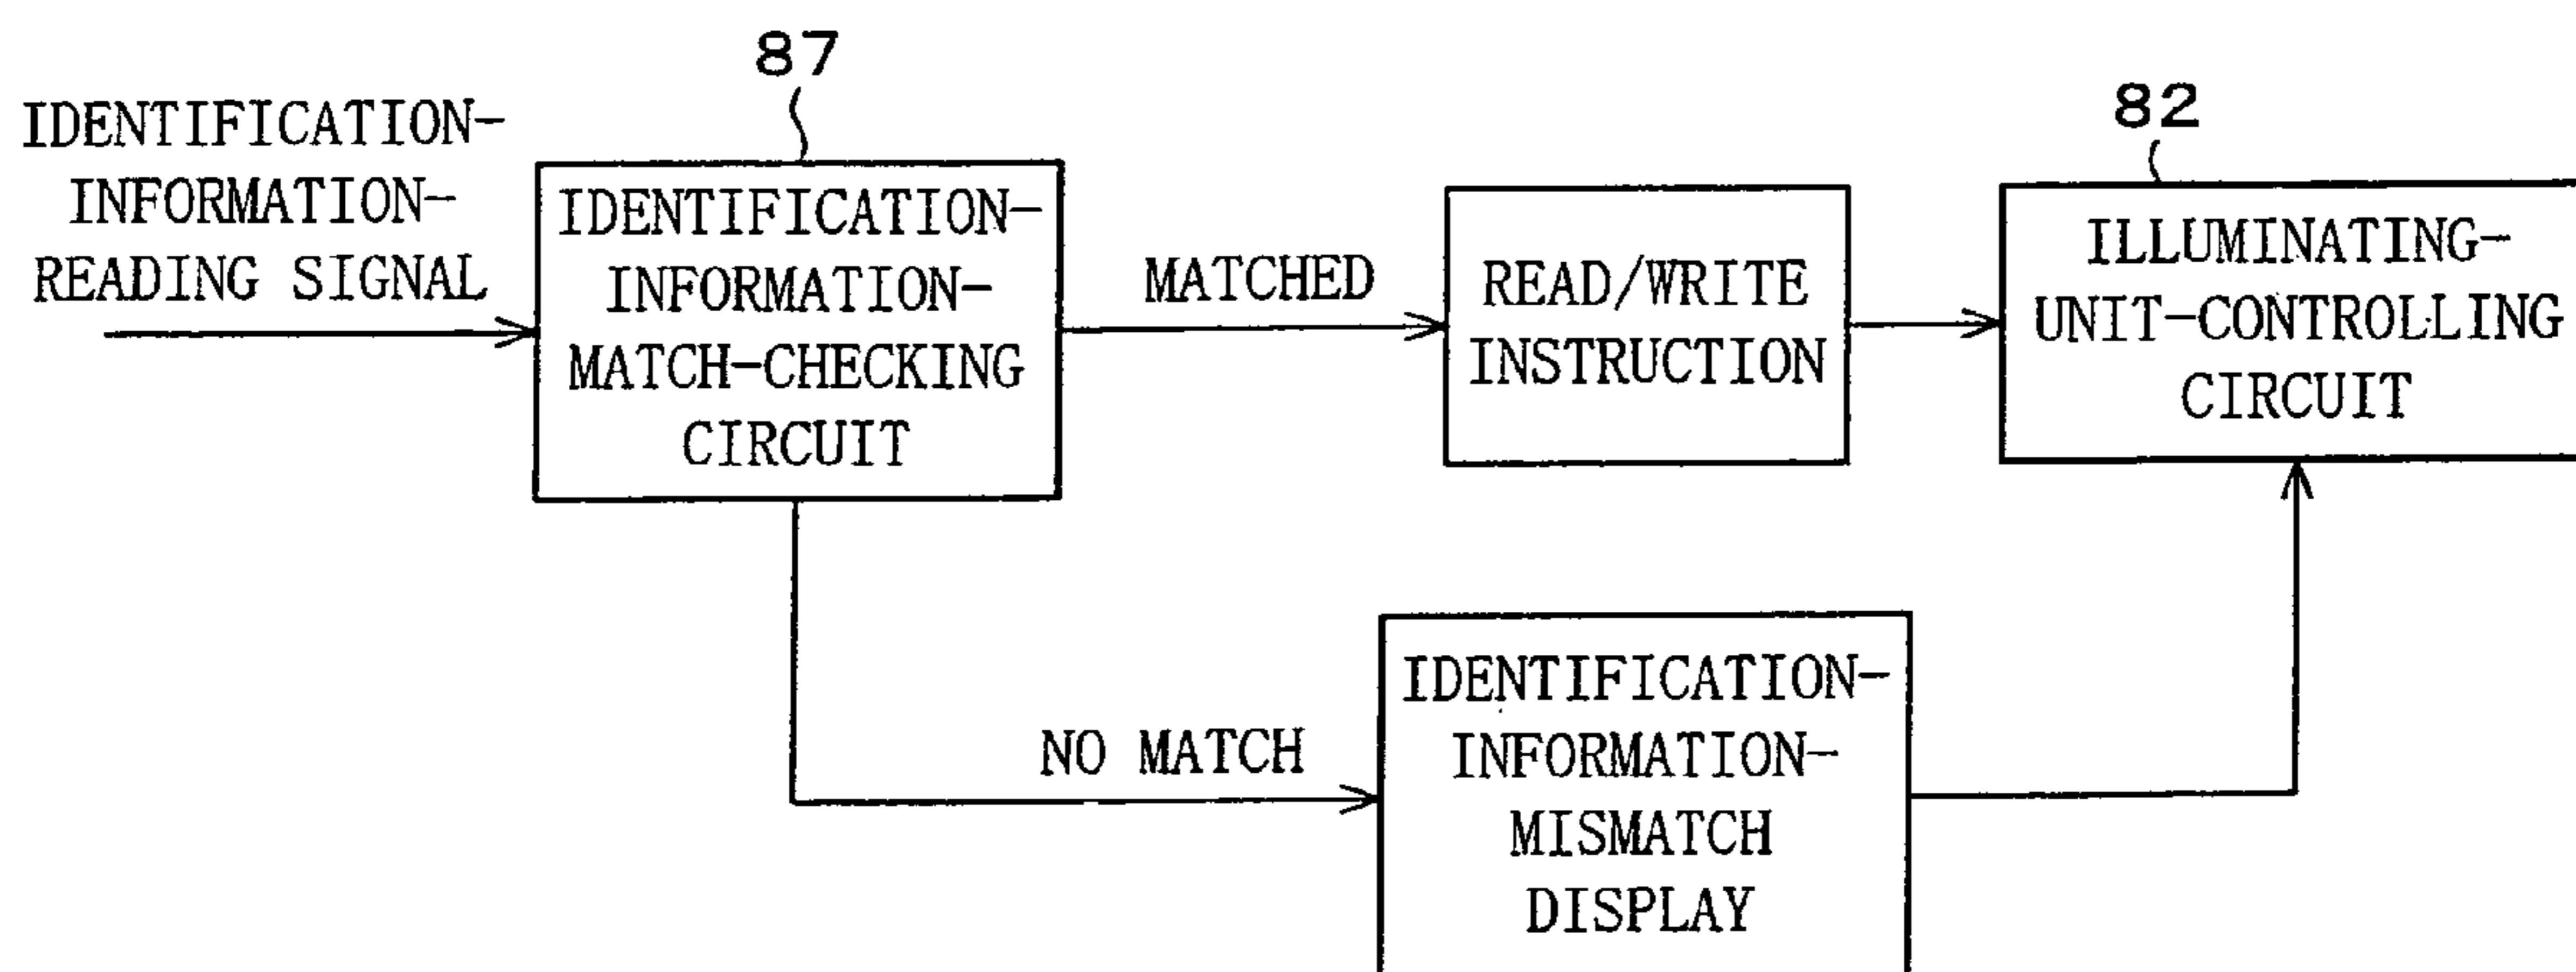 87
IDENTIFICATION-
INFORMATION-
READING SIGNAL
IDENTIFICATION-
INFORMATION-
MATCH-CHECKING
CIRCUIT
MATCHED
READ/WRITE
INSTRUCTION
82
ILLUMINATING-
UNIT-CONTROLLING
CIRCUIT
NO MATCH
IDENTIFICATION-
INFORMATION-
MISMATCH
DISPLAY